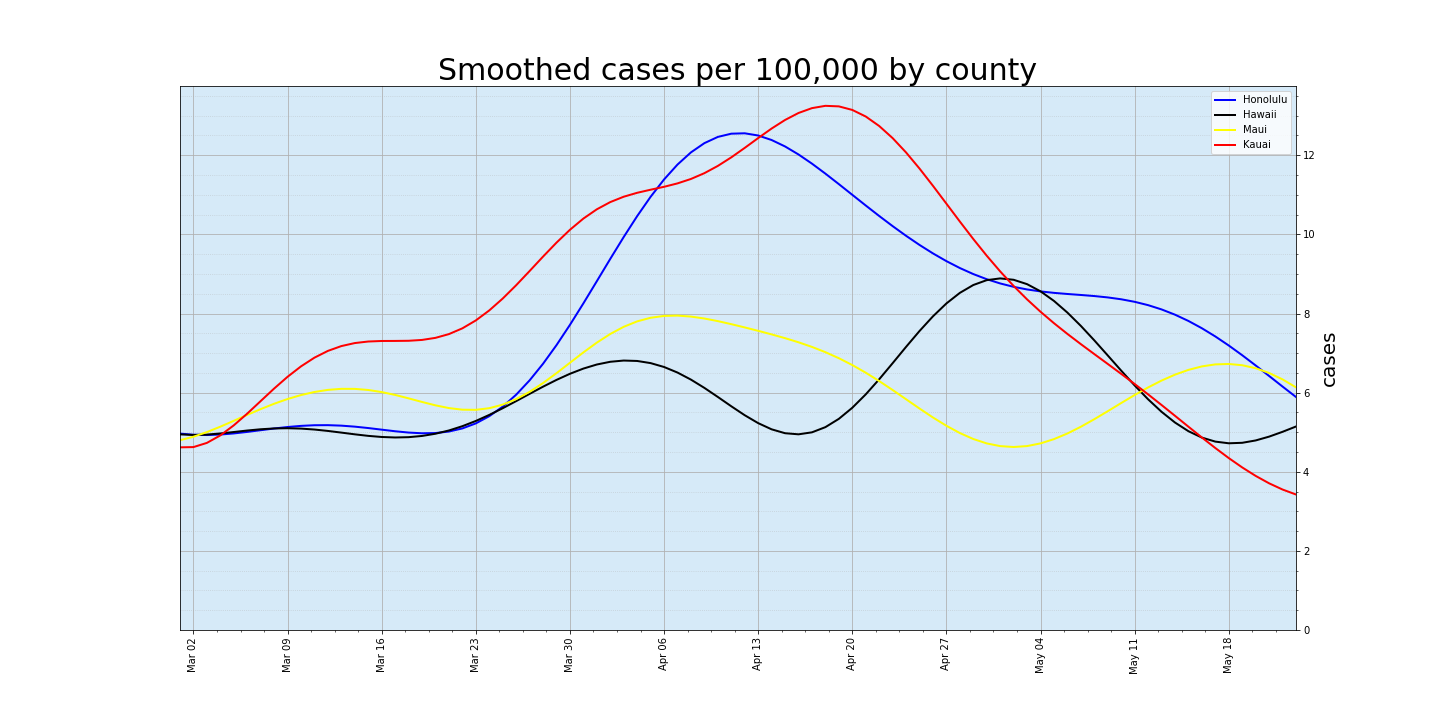 Smoothed cases per 100,000 by county
Honolulu
Hawaii
Maui
Kauai
12
10
8
6
4
2
0
cases
Mar 02
Mar 09
Mar 16
Mar 23
Mar 30
Apr 06
Apr 13
Apr 20
Apr 27
May 04
May 11
May 18